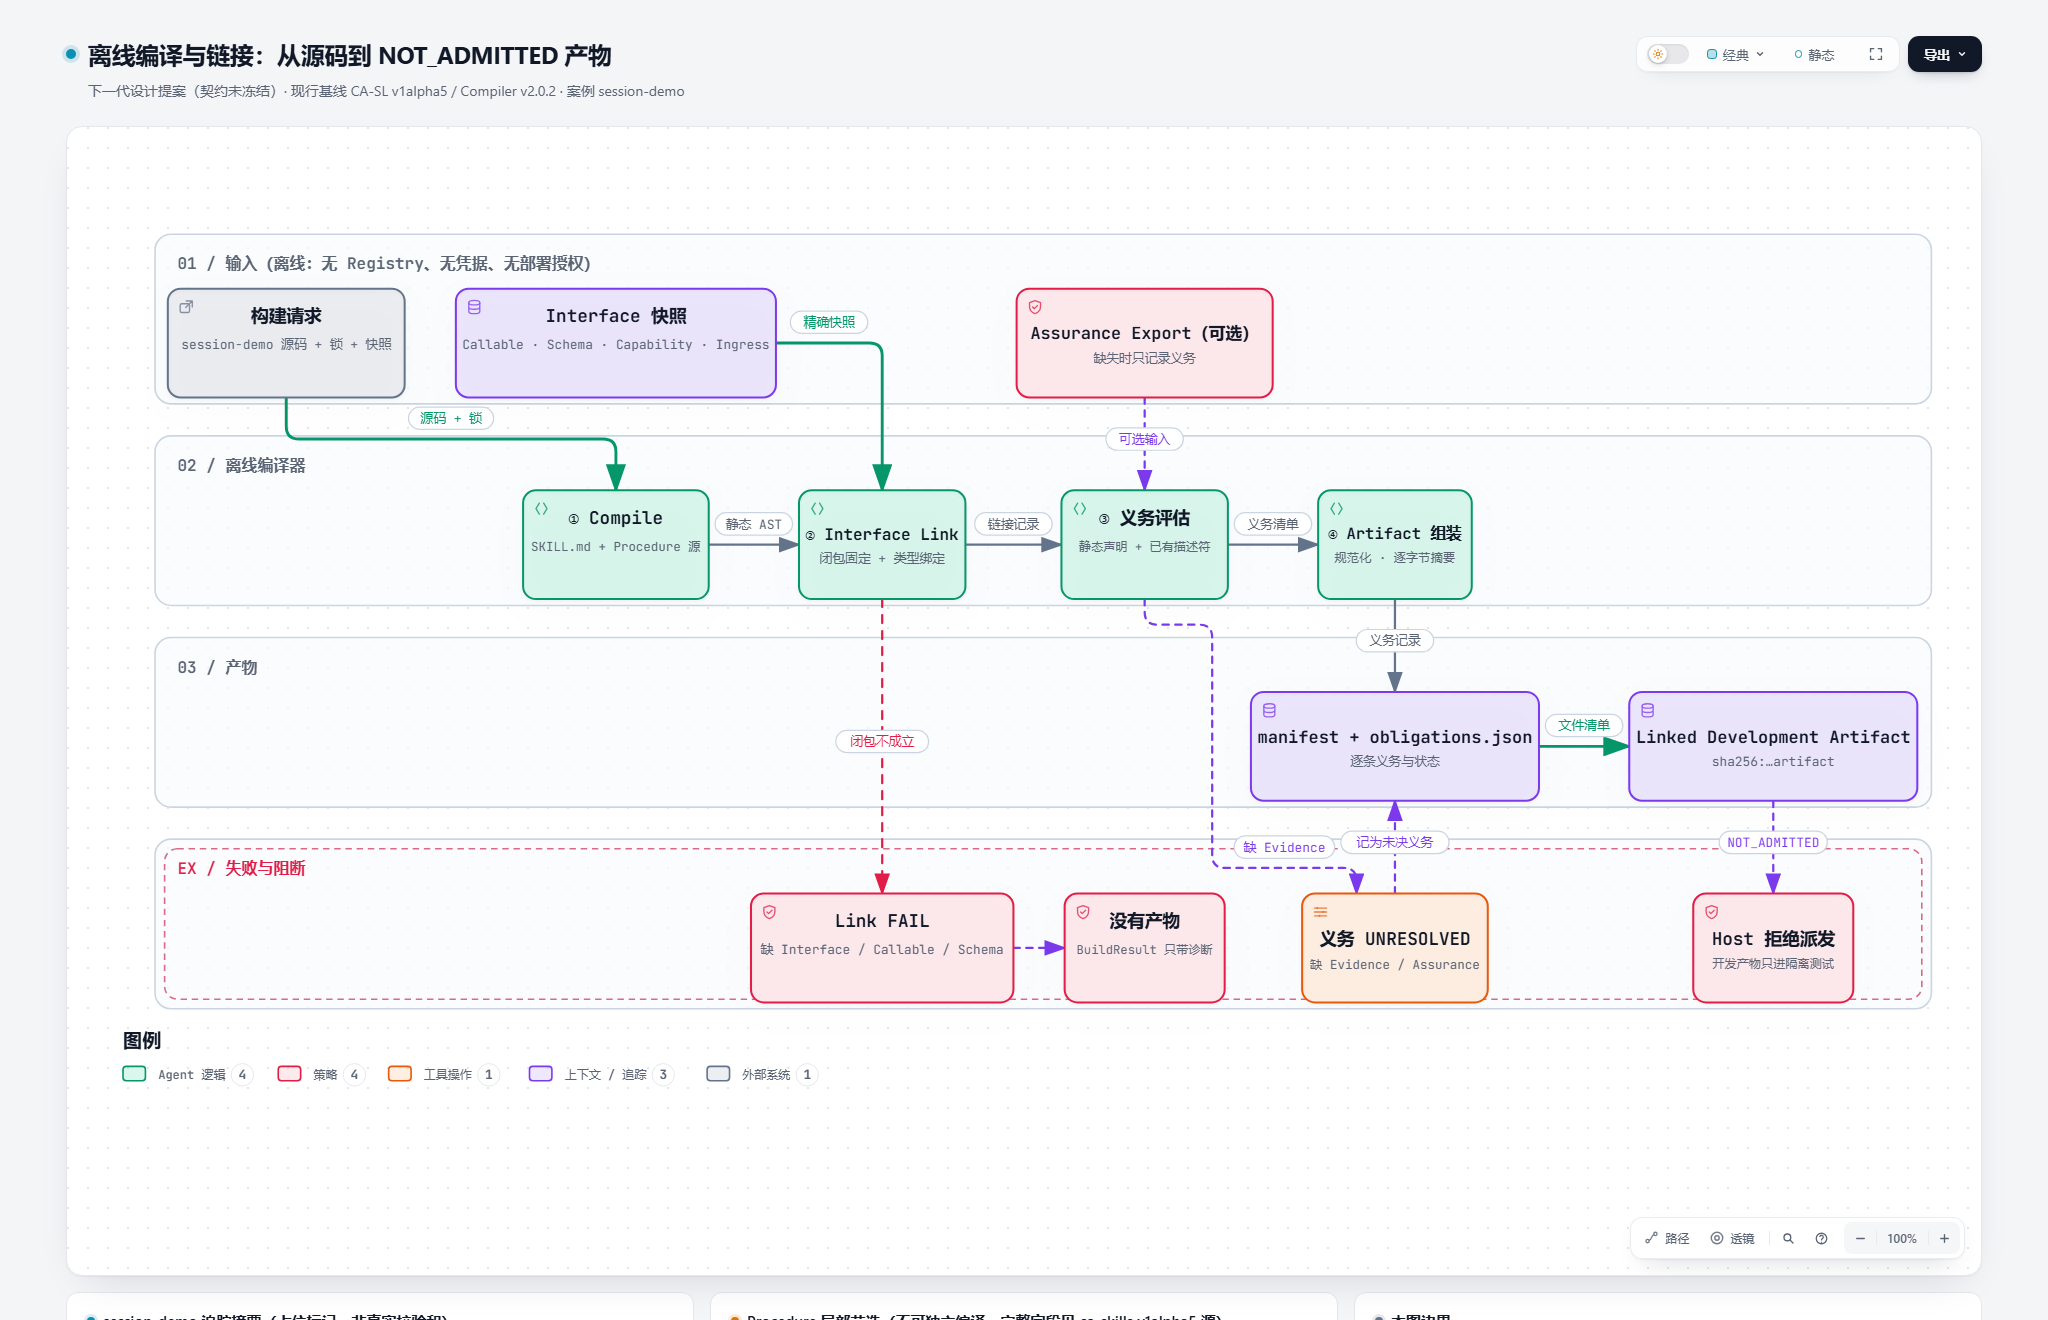 离线编译与链接：从源码到 NOT_ADMITTED 产物
下一代设计提案（契约未冻结）· 现行基线 CA-SL v1alpha5 / Compiler v2.0.2 · 案例 session-demo
经典
静态
导出
01 / 输入（离线：无 Registry、无凭据、无部署授权）
构建请求
session-demo 源码 + 锁 + 快照
Interface 快照
Callable · Schema · Capability · Ingress
精确快照
Assurance Export（可选）
缺失时只记录义务
源码 + 锁
可选输入
02 / 离线编译器
① Compile
SKILL.md + Procedure 源
静态 AST
② Interface Link
闭包固定 + 类型绑定
链接记录
③ 义务评估
静态声明 + 已有描述符
义务清单
④ Artifact 组装
规范化 · 逐字节摘要
义务记录
03 / 产物
闭包不成立
manifest + obligations.json
逐条义务与状态
文件清单
Linked Development Artifact
sha256:…artifact
缺 Evidence
记为未决义务
NOT_ADMITTED
EX / 失败与阻断
Link FAIL
缺 Interface / Callable / Schema
没有产物
BuildResult 只带诊断
义务 UNRESOLVED
缺 Evidence / Assurance
Host 拒绝派发
开发产物只进隔离测试
图例
Agent 逻辑 4
策略 4
工具操作 1
上下文 / 追踪 3
外部系统 1
路径
透镜
− 100% +